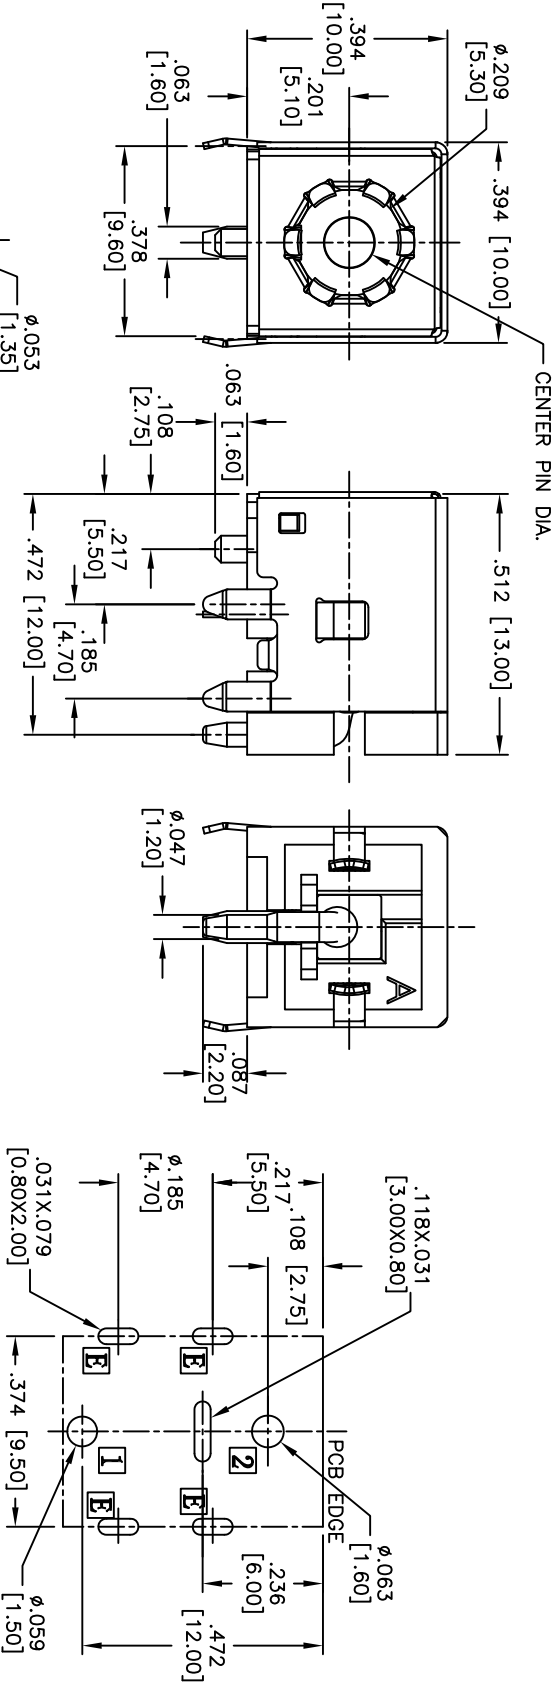 .394
[10.00]
.201
[5.10]
.063
[1.60]
ø.209
[5.30]
.394 [10.00]
.378
[9.60]
CENTER PIN DIA.
ø.053
[1.35]
.063 [1.60]
.108
[2.75]
.217
[5.50]
.185
[4.70]
.472 [12.00]
.512 [13.00]
ø.047
[1.20]
A
.087
[2.20]
.118X.031
[3.00X0.80]
.217
[5.50]
.108 [2.75]
ø.185
[4.70]
.031X.079
[0.80X2.00]
PCB EDGE
E
E
2
1
E
E
.374 [9.50]
ø.063
[1.60]
.236
[6.00]
.472
[12.00]
ø.059
[1.50]